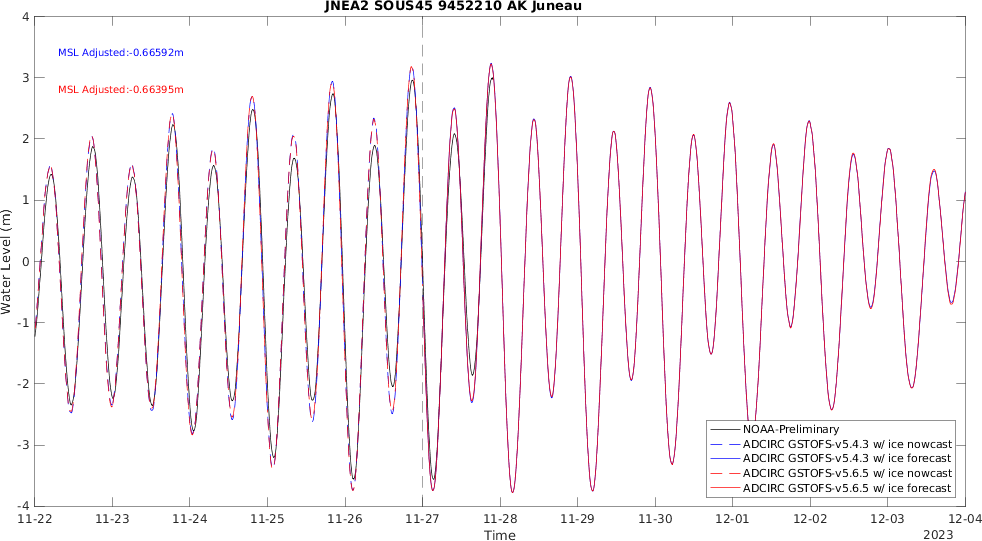 JNEA2 SOUS45 9452210 AK Juneau
MSL Adjusted:-0.66592m
MSL Adjusted:-0.66395m
Water Level (m)
4
3
2
1
0
-1
-2
-3
-4
NOAA-Preliminary
ADCIRC GSTOFS-v5.4.3 w/ ice nowcast
ADCIRC GSTOFS-v5.4.3 w/ ice forecast
ADCIRC GSTOFS-v5.6.5 w/ ice nowcast
ADCIRC GSTOFS-v5.6.5 w/ ice forecast
11-22 11-23 11-24 11-25 11-26 11-27 11-28 11-29 11-30 12-01 12-02 12-03 12-04
Time
2023